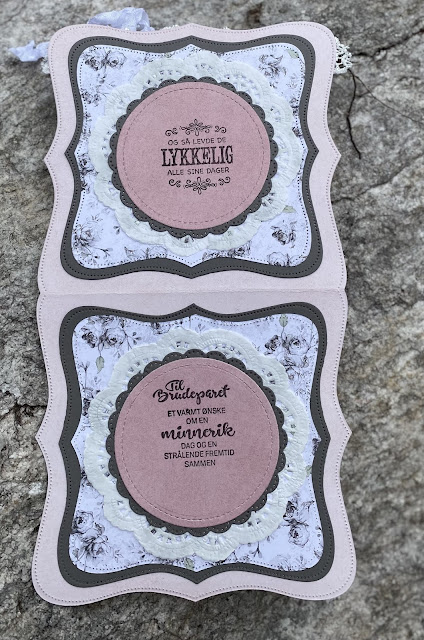 OG SÅ LEVDE DE
LYKKELIG
ALLE SINE DAGER
Til
Brudeparet
ET VARMT ØNSKE
OM EN
minnerik
DAG OG EN
STRÅLENDE FREMTID
SAMMEN